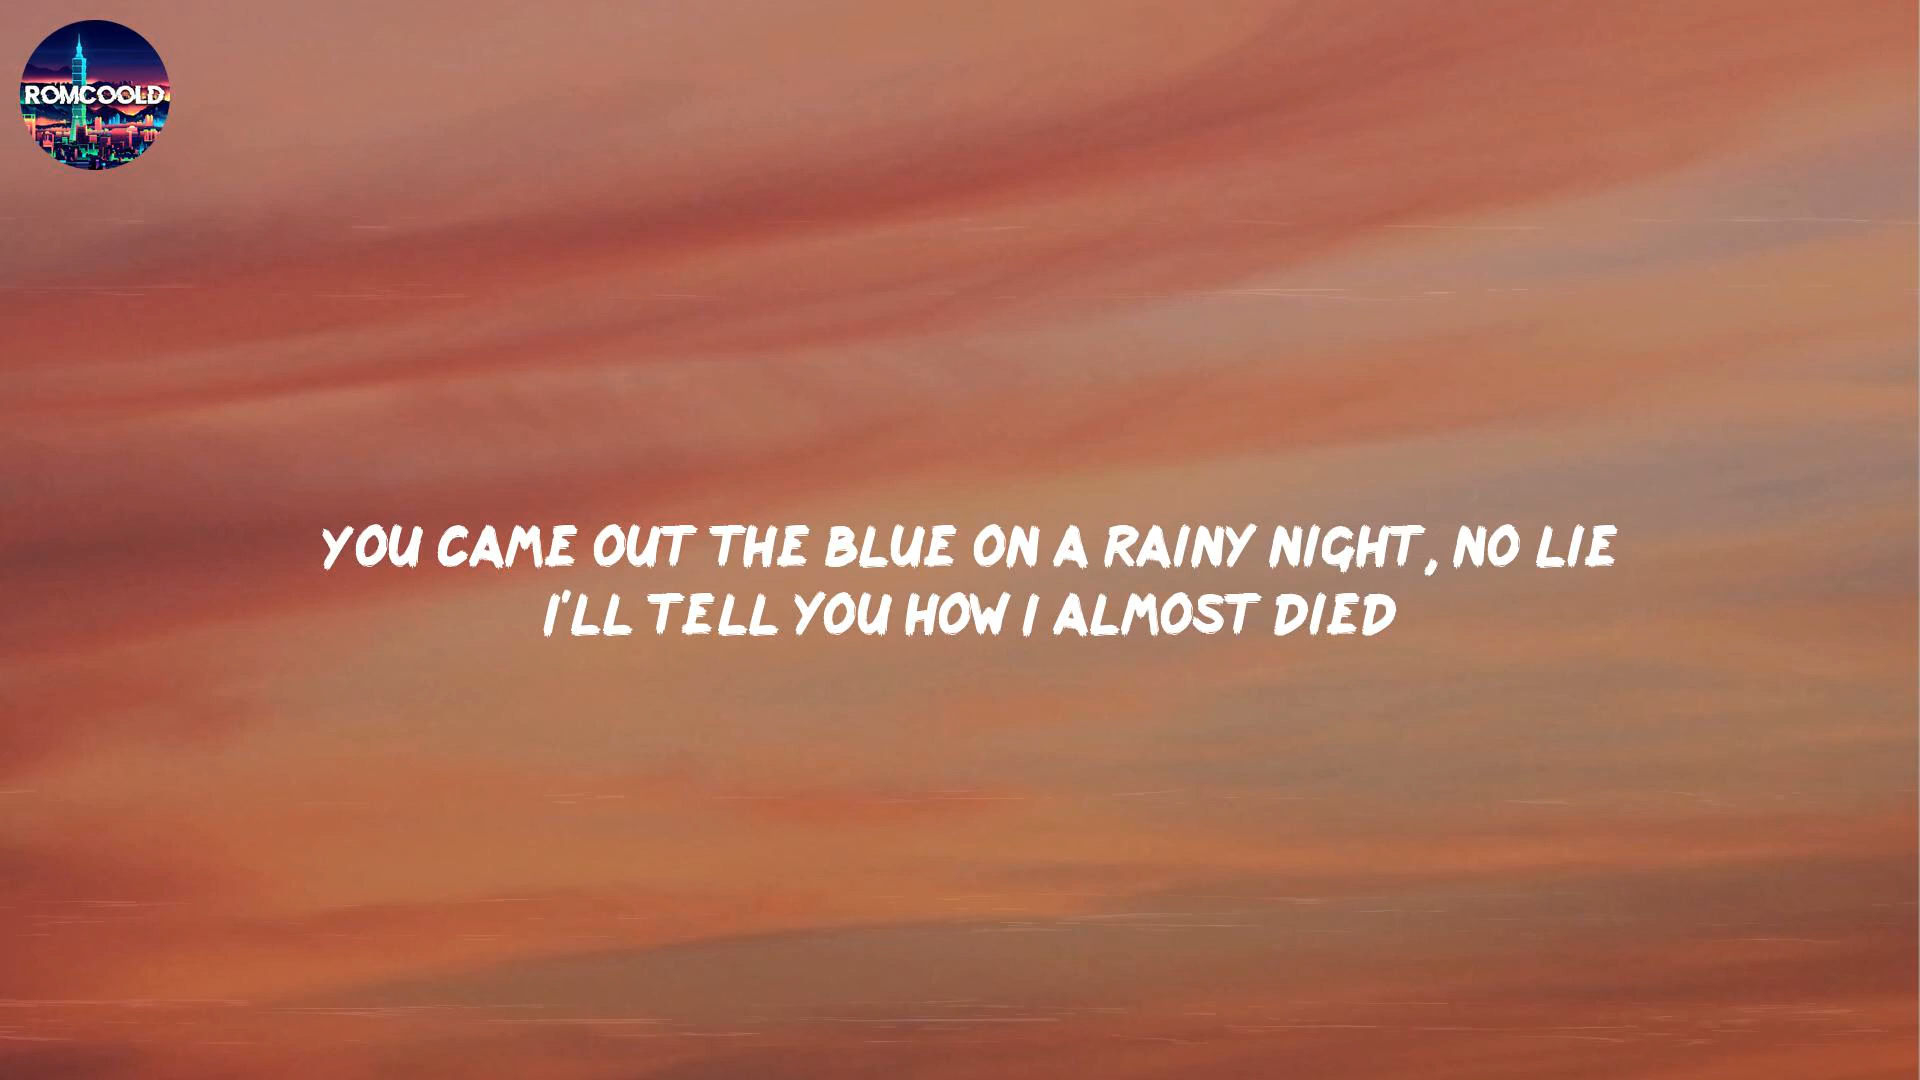 ROMCOOLD
YOU CAME OUT THE BLUE ON A RAINY NIGHT, NO LIE
I'LL TELL YOU HOW I ALMOST DIED